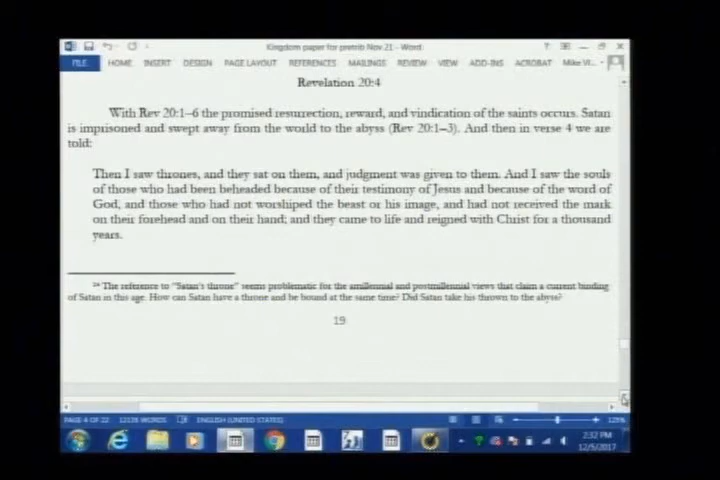 Kingdom paper for pretrib Nov 21 - Word
FILE HOME INSERT DESIGN PAGE LAYOUT REFERENCES MAILINGS REVIEW VIEW ADD-INS ACROBAT Mike Vl...
Revelation 20:4
With Rev 20:1–6 the promised resurrection, reward, and vindication of the saints occurs. Satan
is imprisoned and swept away from the world to the abyss (Rev 20:1–3). And then in verse 4 we are
told:
Then I saw thrones, and they sat on them, and judgment was given to them. And I saw the souls
of those who had been beheaded because of their testimony of Jesus and because of the word of
God, and those who had not worshiped the beast or his image, and had not received the mark
on their forehead and on their hand; and they came to life and reigned with Christ for a thousand
years.
The reference to "Satan's throne" seems problematic for the amillennial and postmillennial views that claim a current binding
of Satan in this age. How can Satan have a throne and be bound at the same time? Did Satan take his thrown to the abyss?
19
OF 22 WORDS ENGLISH (UNITED STATES) 125%
2:32 PM
12/5/2017